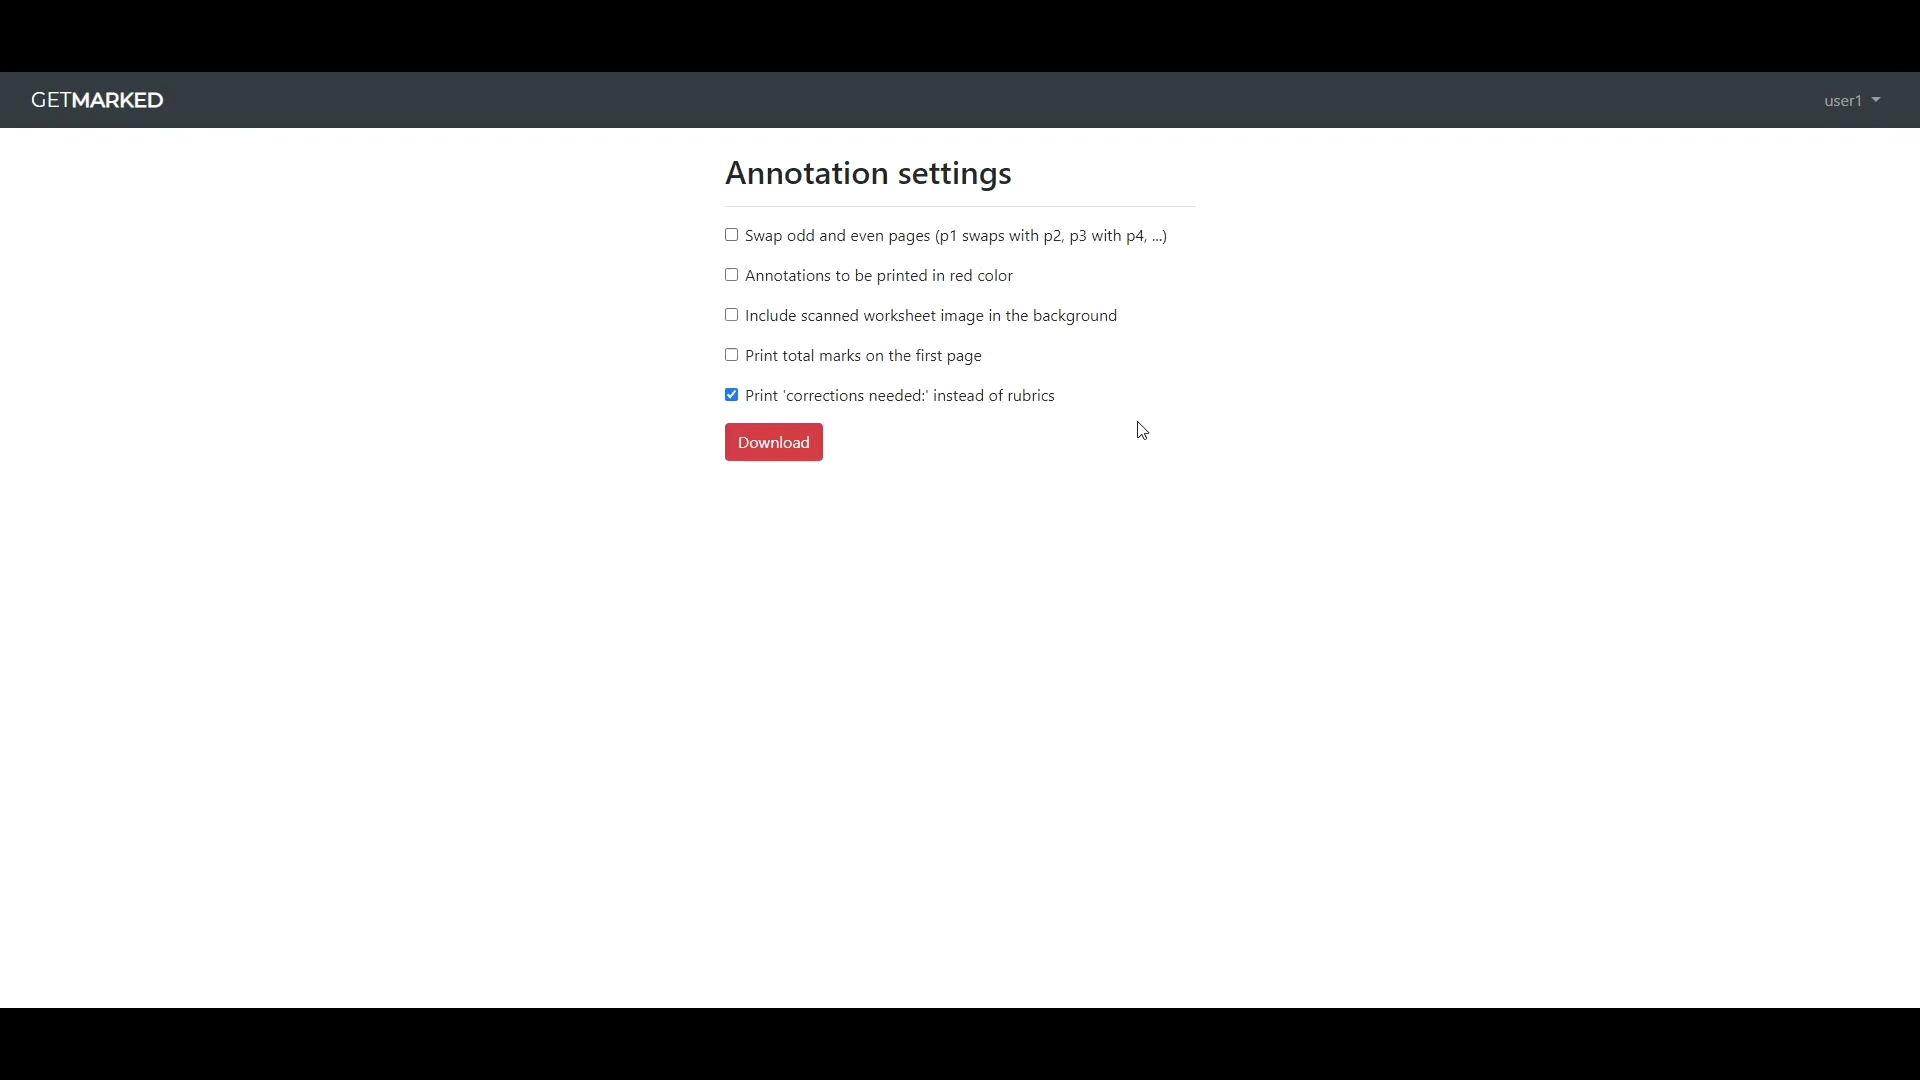 GETMARKED
user1
Annotation settings
Swap odd and even pages (p1 swaps with p2, p3 with p4, ...)
Annotations to be printed in red color
Include scanned worksheet image in the background
Print total marks on the first page
Print 'corrections needed:' instead of rubrics
Download